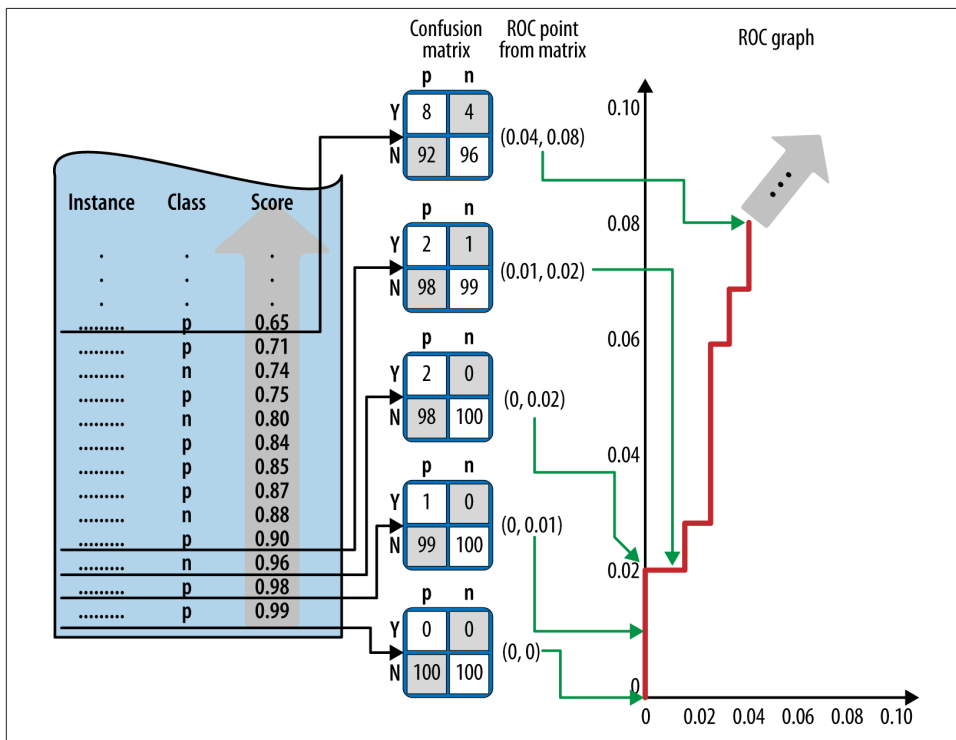 Confusion matrix
ROC point from matrix
ROC graph
p n
Y 8 4
N 92 96
(0.04, 0.08)
p n
Y 2 1
N 98 99
(0.01, 0.02)
p n
Y 2 0
N 98 100
(0, 0.02)
p n
Y 1 0
N 99 100
(0, 0.01)
p n
Y 0 0
N 100 100
(0, 0)
Instance Class Score
. . .
. . .
. . .
......... p 0.65
......... p 0.71
......... n 0.74
......... p 0.75
......... n 0.80
......... p 0.84
......... p 0.85
......... p 0.87
......... n 0.88
......... p 0.90
......... n 0.96
......... p 0.98
......... p 0.99
0.10
0.08
0.06
0.04
0.02
0
0 0.02 0.04 0.06 0.08 0.10
...